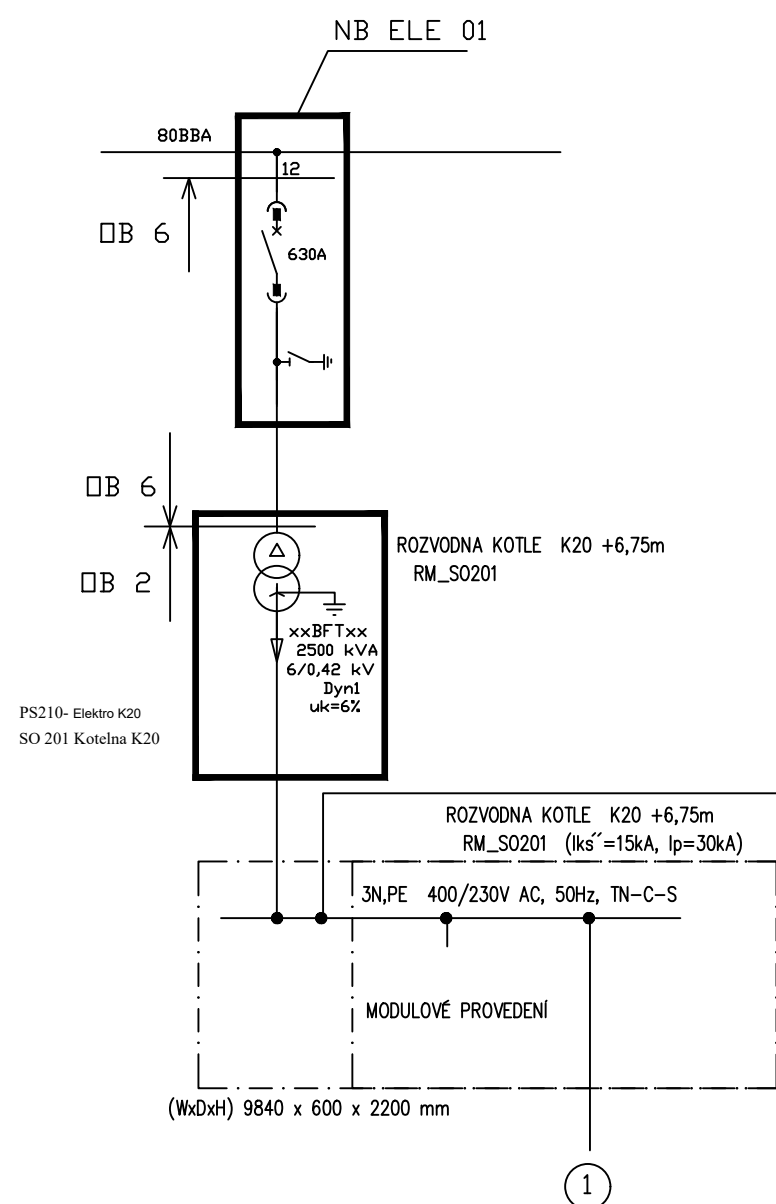 NB ELE 01
80BBA
12
□B 6
630A
□B 6
ROZVODNA KOTLE K20 +6,75m
RM_SO201
□B 2
xxBFTxx
2500 kVA
6/0,42 kV
Dyn1
uk=6%
PS210- Elektro K20
SO 201 Kotelna K20
ROZVODNA KOTLE K20 +6,75m
RM_SO201 (Iks´´=15kA, Ip=30kA)
3N,PE 400/230V AC, 50Hz, TN-C-S
MODULOVÉ PROVEDENÍ
(WxDxH) 9840 x 600 x 2200 mm
1